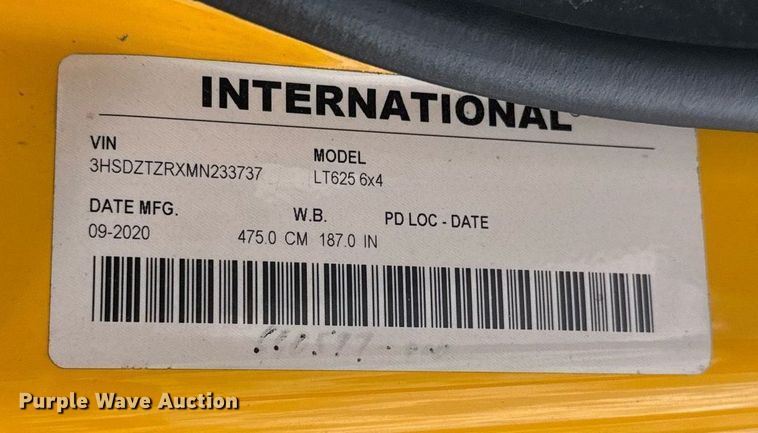 INTERNATIONAL®
VIN MODEL
3HSDZTZRXMN233737 LT625 6x4
DATE MFG. W.B. PD LOC - DATE
09-2020 475.0 CM 187.0 IN
Purple Wave Auction